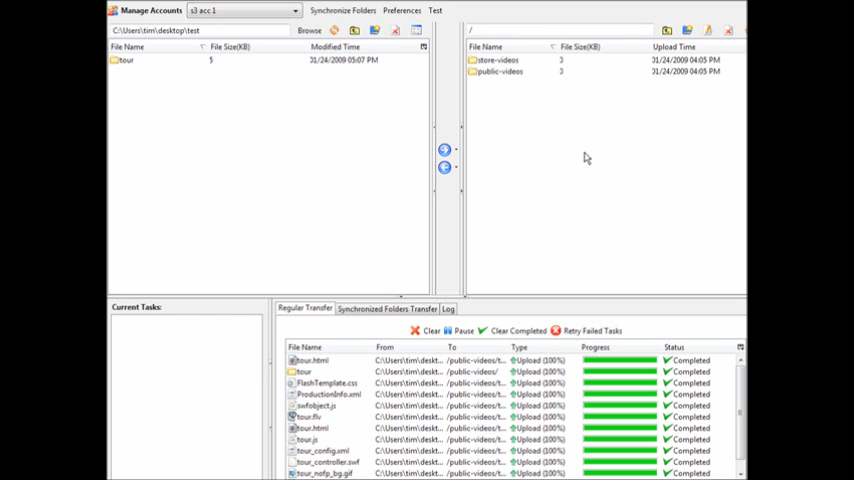 Manage Accounts s3 acc 1 Synchronize Folders Preferences Test
C:\Users\tim\desktop\test Browse /
File Name File Size(KB) Modified Time File Name File Size(KB) Upload Time
tour 5 01/24/2009 05:07 PM store-videos 3 01/24/2009 04:05 PM
public-videos 3 01/24/2009 04:05 PM
Current Tasks: Regular Transfer Synchronized Folders Transfer Log
Clear Pause Clear Completed Retry Failed Tasks
File Name From To Type Progress Status
tour.html C:\Users\tim\deskt... /public-videos/t... Upload (100%) Completed
tour C:\Users\tim\deskt... /public-videos/ Upload (100%) Completed
FlashTemplate.css C:\Users\tim\deskt... /public-videos/t... Upload (100%) Completed
ProductionInfo.xml C:\Users\tim\deskt... /public-videos/t... Upload (100%) Completed
swfobject.js C:\Users\tim\deskt... /public-videos/t... Upload (100%) Completed
tour.flv C:\Users\tim\deskt... /public-videos/t... Upload (100%) Completed
tour.html C:\Users\tim\deskt... /public-videos/t... Upload (100%) Completed
tour.js C:\Users\tim\deskt... /public-videos/t... Upload (100%) Completed
tour_config.xml C:\Users\tim\deskt... /public-videos/t... Upload (100%) Completed
tour_controller.swf C:\Users\tim\deskt... /public-videos/t... Upload (100%) Completed
tour_nofp_bg.gif C:\Users\tim\deskt... /public-videos/t... Upload (100%) Completed